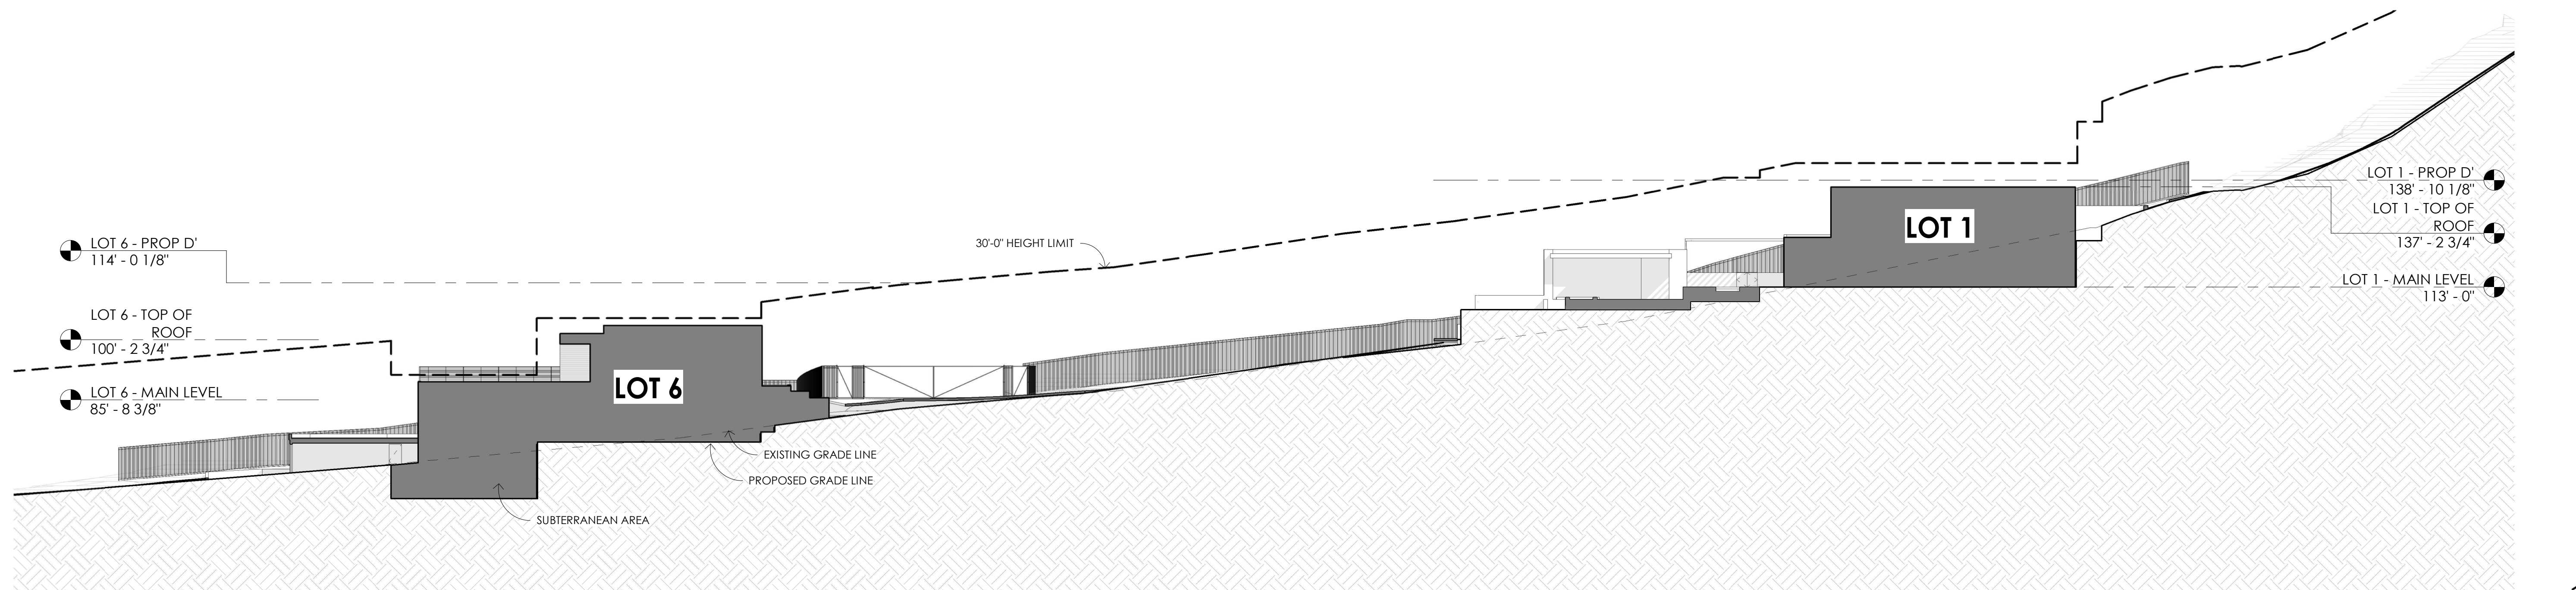 LOT 6 - PROP D'
114' - 0 1/8"
LOT 6 - TOP OF
ROOF
100' - 2 3/4"
LOT 6 - MAIN LEVEL
85' - 8 3/8"
LOT 6
EXISTING GRADE LINE
PROPOSED GRADE LINE
SUBTERRANEAN AREA
30'-0" HEIGHT LIMIT
LOT 1
LOT 1 - PROP D'
138' - 10 1/8"
LOT 1 - TOP OF
ROOF
137' - 2 3/4"
LOT 1 - MAIN LEVEL
113' - 0"